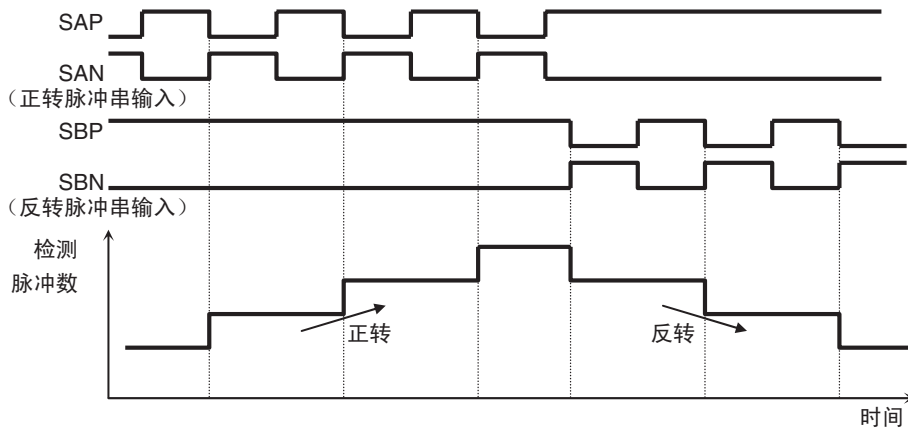 SAP
SAN
（正转脉冲串输入）
SBP
SBN
（反转脉冲串输入）
检测
脉冲数
正转
反转
时间